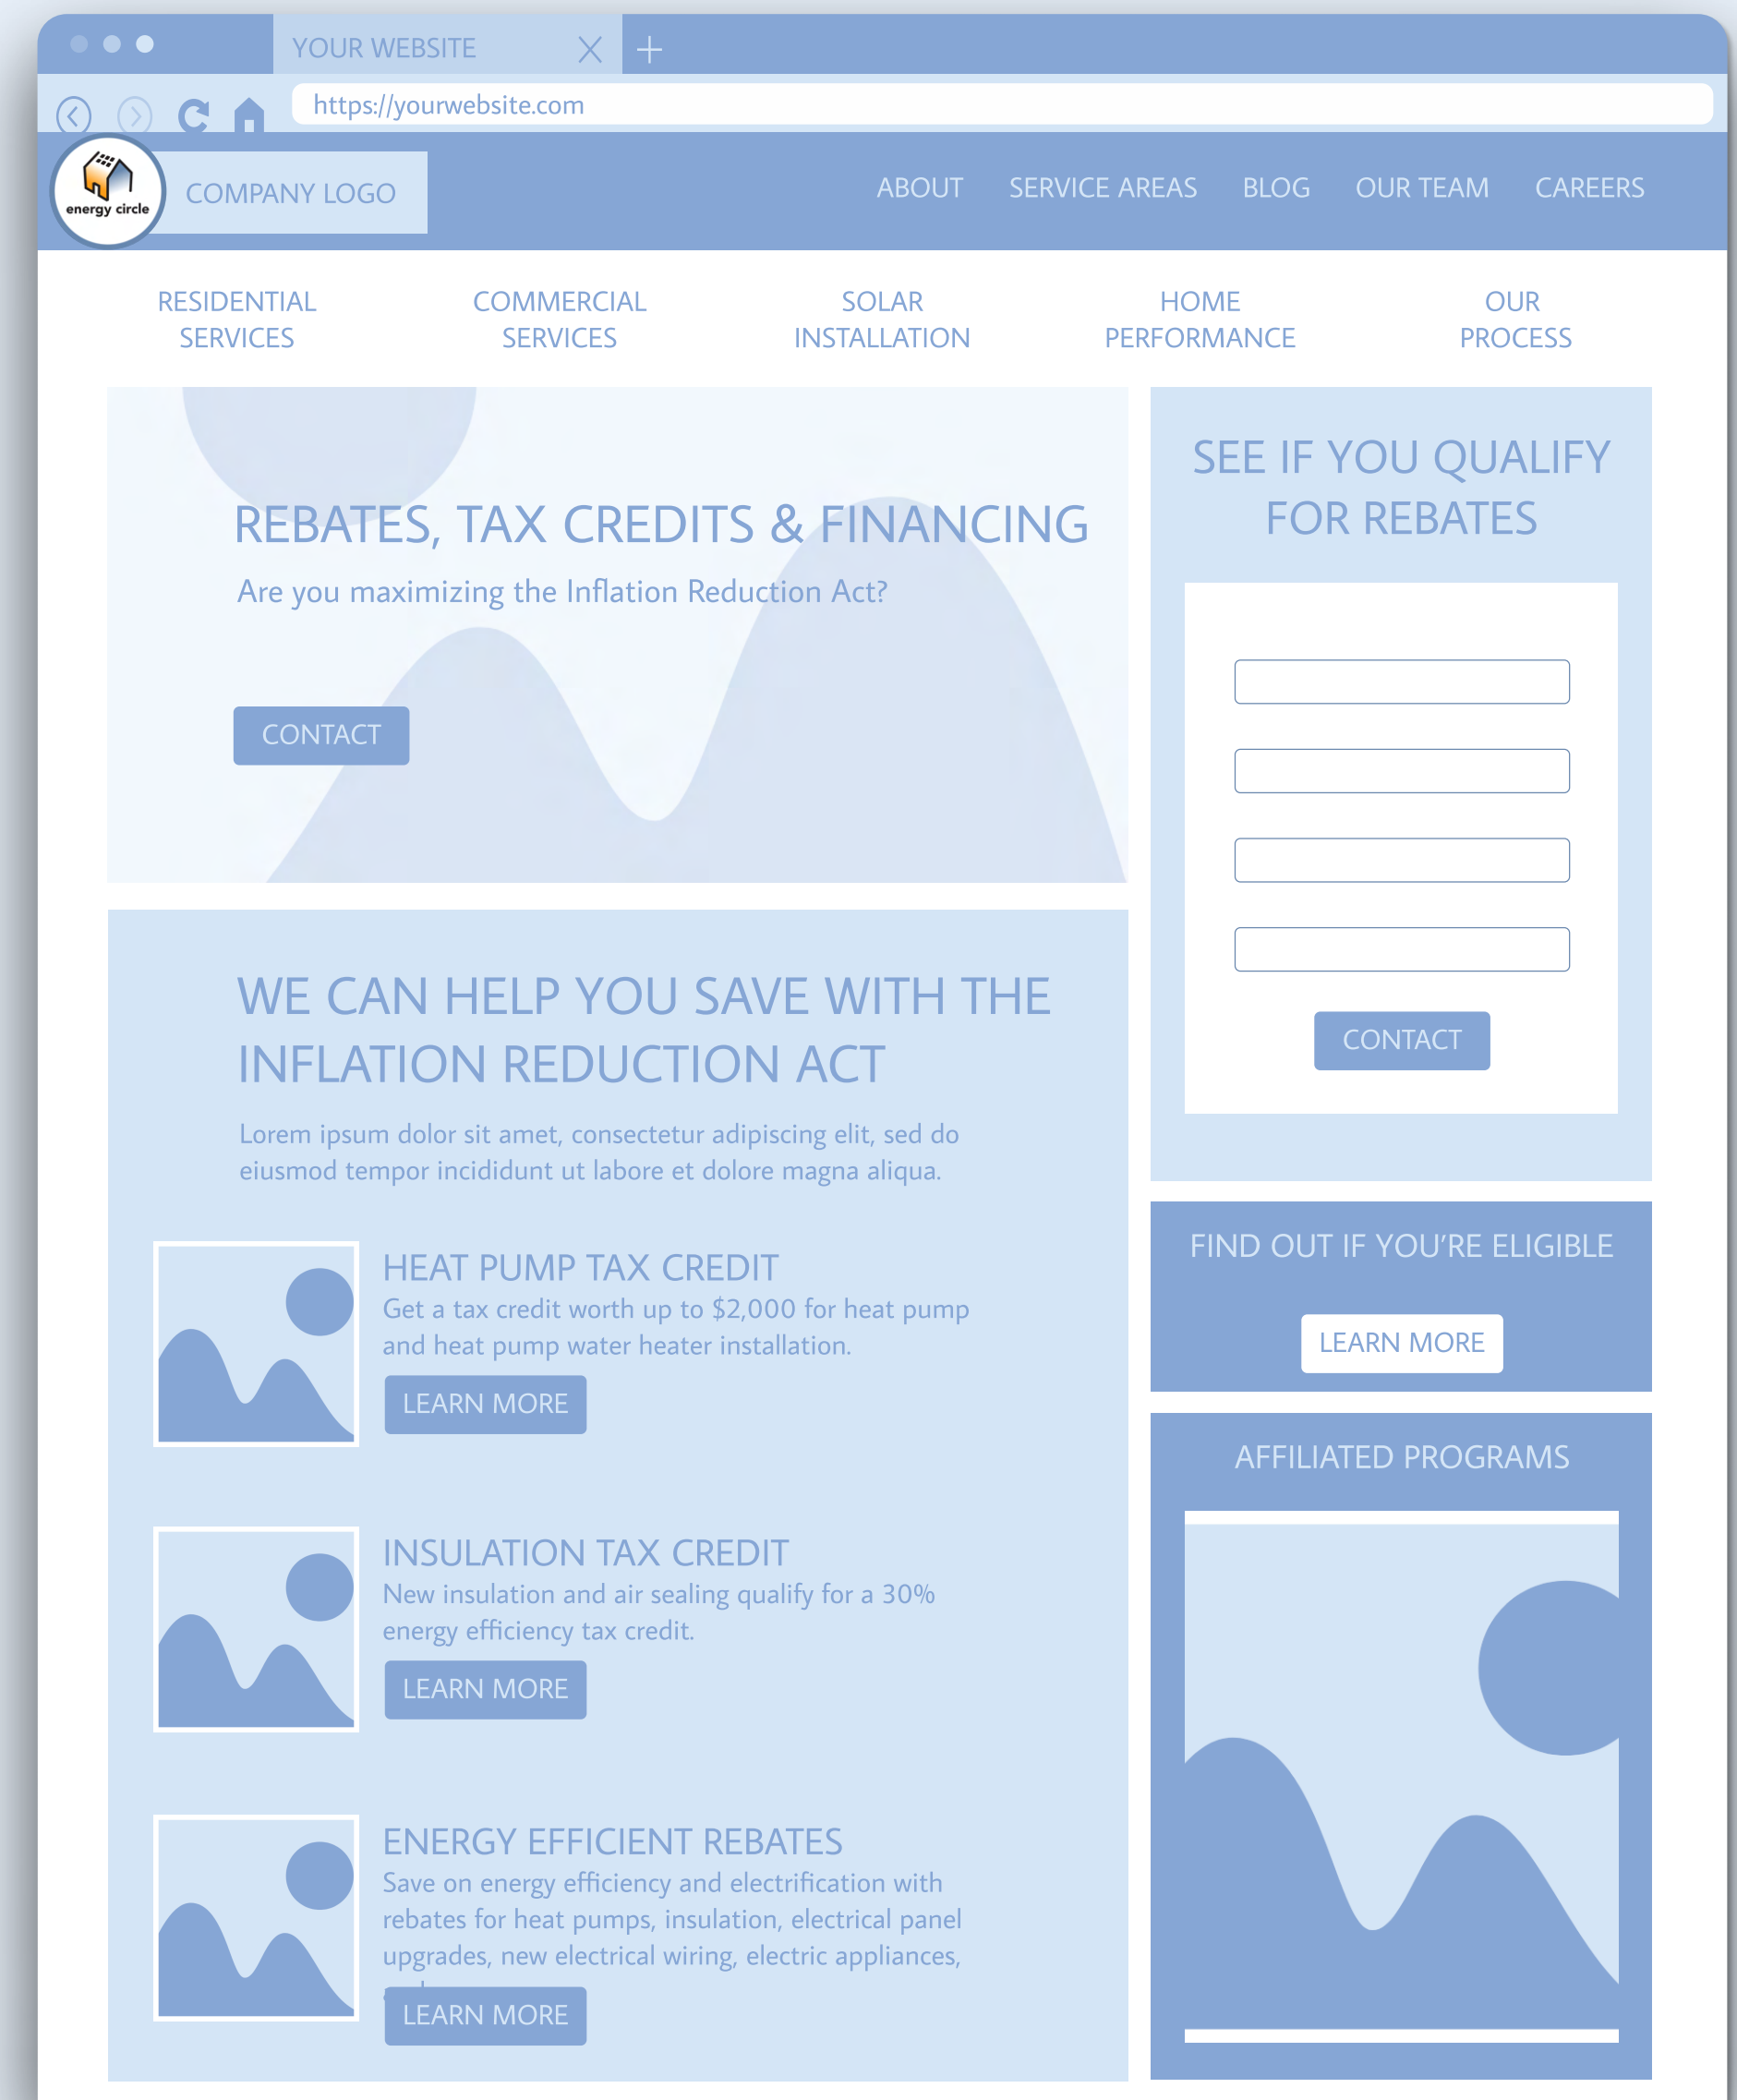 YOUR WEBSITE
https://yourwebsite.com
energy circle
COMPANY LOGO
ABOUT
SERVICE AREAS
BLOG
OUR TEAM
CAREERS
RESIDENTIAL
SERVICES
COMMERCIAL
SERVICES
SOLAR
INSTALLATION
HOME
PERFORMANCE
OUR
PROCESS
REBATES, TAX CREDITS & FINANCING
Are you maximizing the Inflation Reduction Act?
CONTACT
SEE IF YOU QUALIFY
FOR REBATES
CONTACT
WE CAN HELP YOU SAVE WITH THE
INFLATION REDUCTION ACT
Lorem ipsum dolor sit amet, consectetur adipiscing elit, sed do
eiusmod tempor incididunt ut labore et dolore magna aliqua.
HEAT PUMP TAX CREDIT
Get a tax credit worth up to $2,000 for heat pump
and heat pump water heater installation.
LEARN MORE
INSULATION TAX CREDIT
New insulation and air sealing qualify for a 30%
energy efficiency tax credit.
LEARN MORE
ENERGY EFFICIENT REBATES
Save on energy efficiency and electrification with
rebates for heat pumps, insulation, electrical panel
upgrades, new electrical wiring, electric appliances,
LEARN MORE
FIND OUT IF YOU'RE ELIGIBLE
LEARN MORE
AFFILIATED PROGRAMS